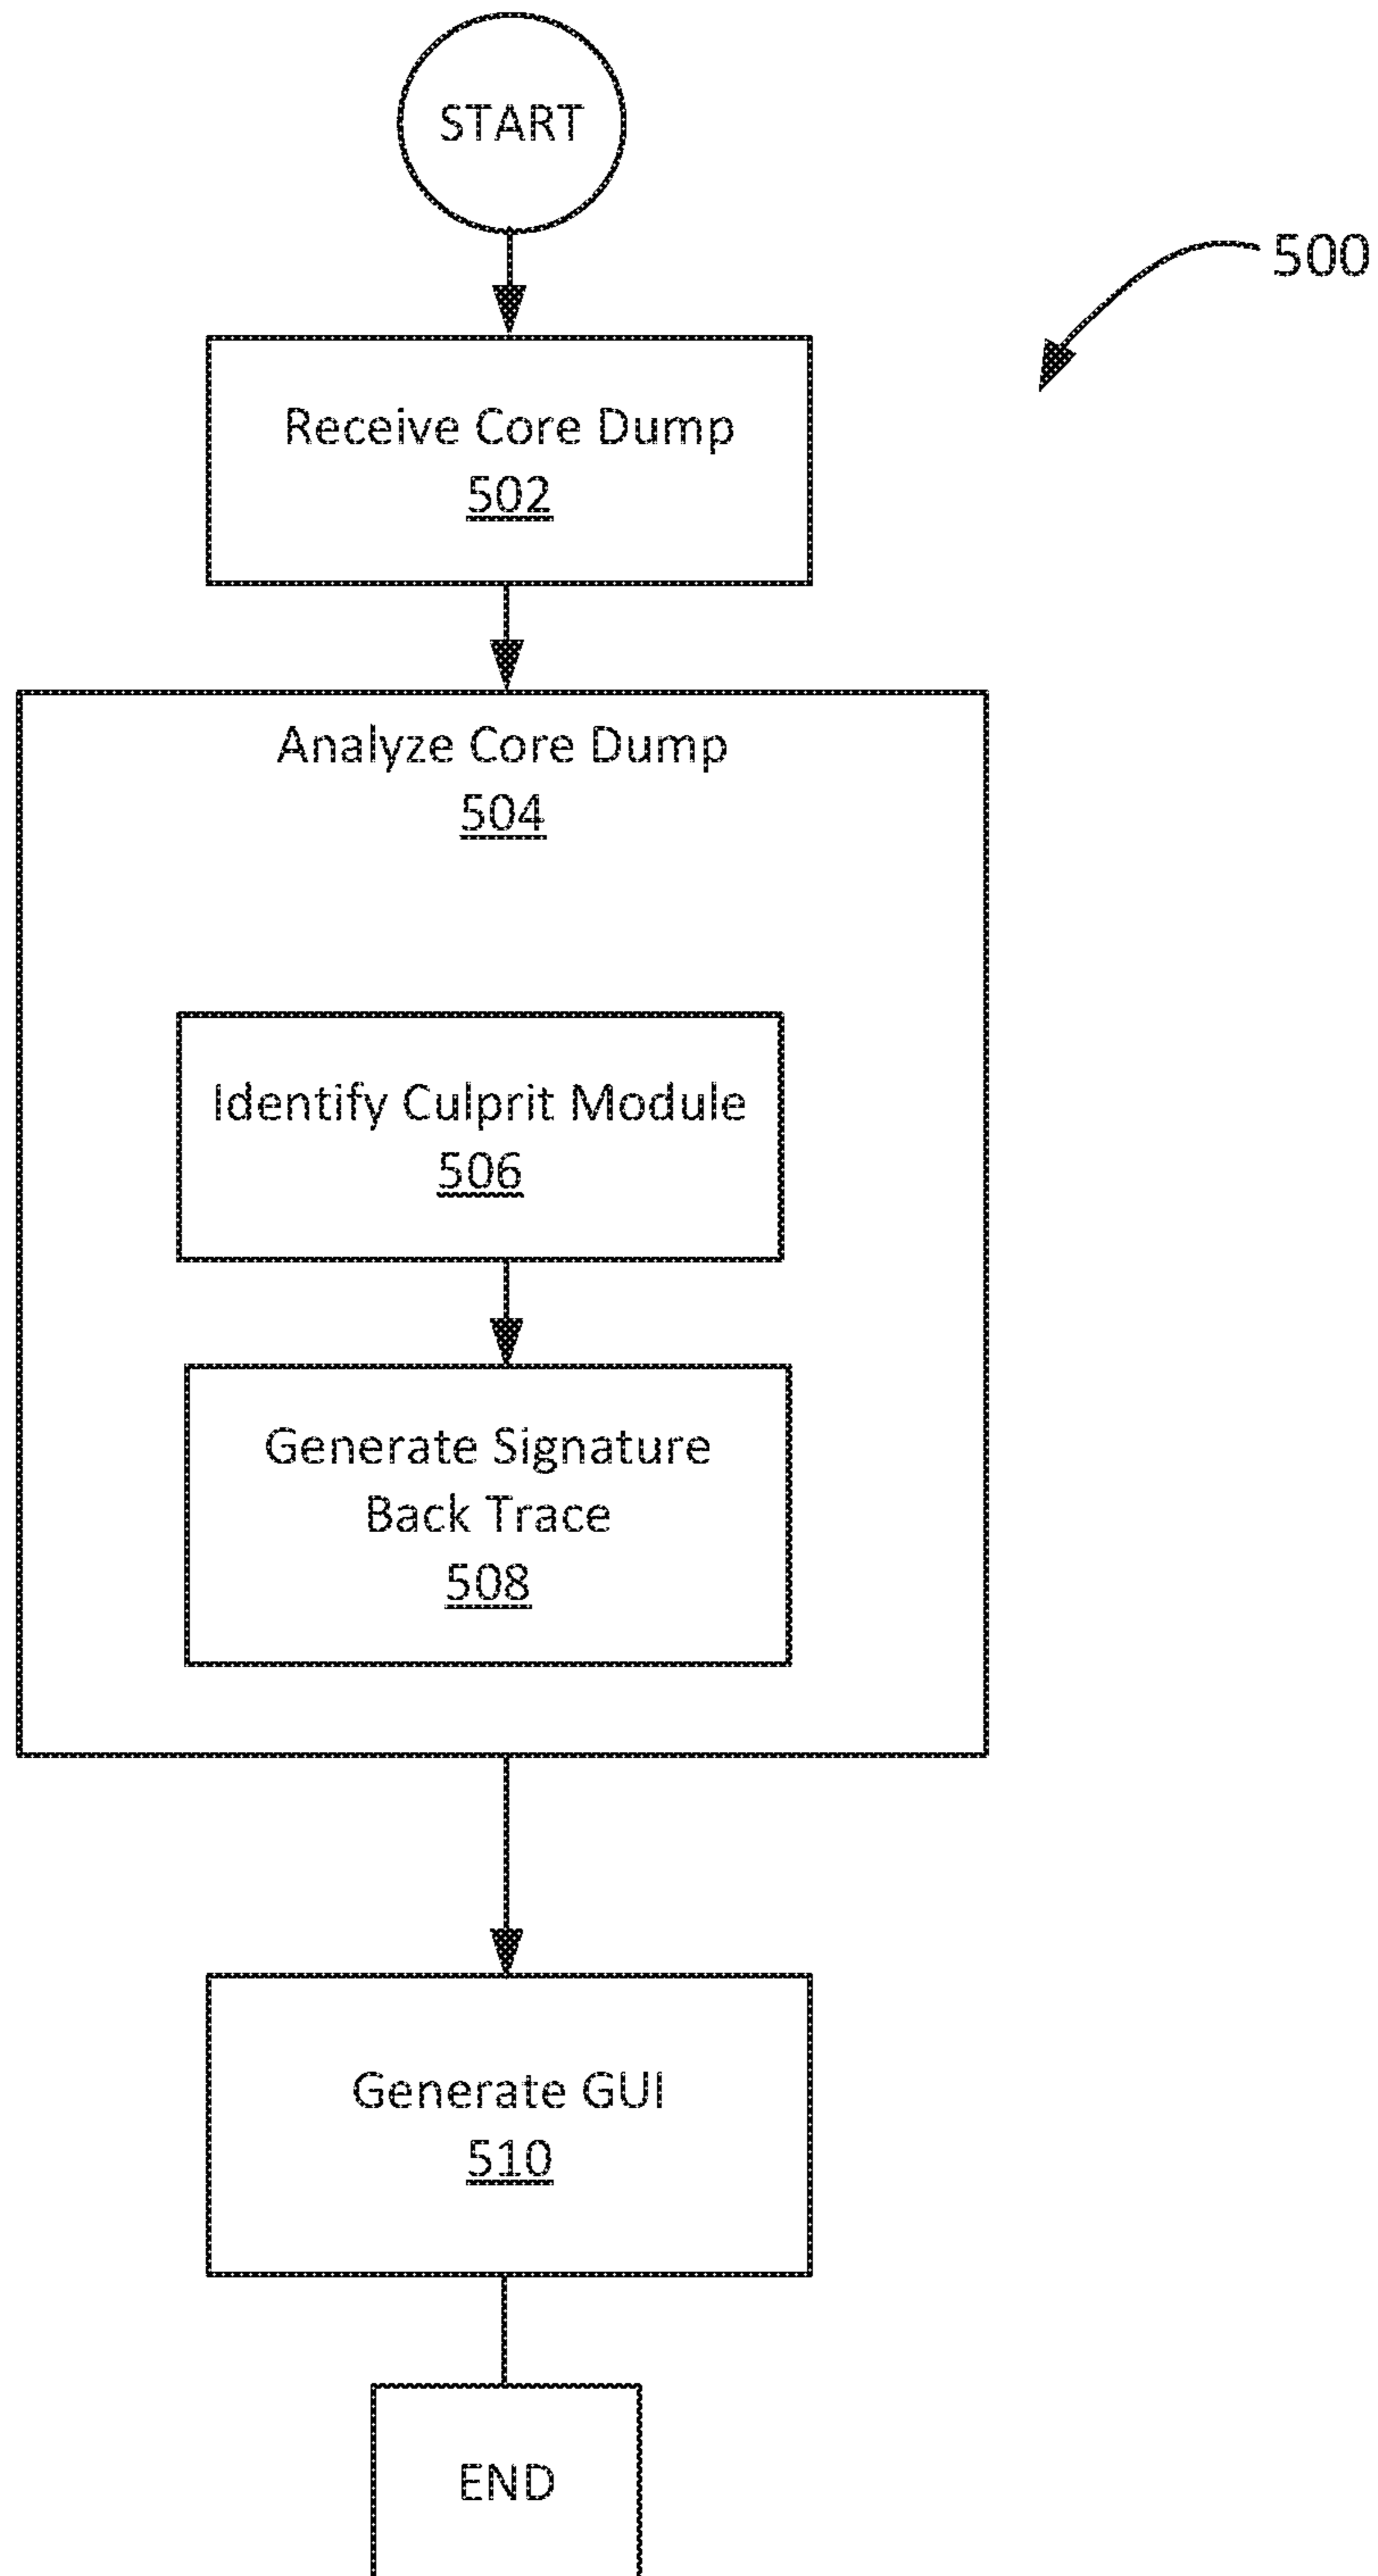 START
500
Receive Core Dump
502
Analyze Core Dump
504
Identify Culprit Module
506
Generate Signature
Back Trace
508
Generate GUI
510
END